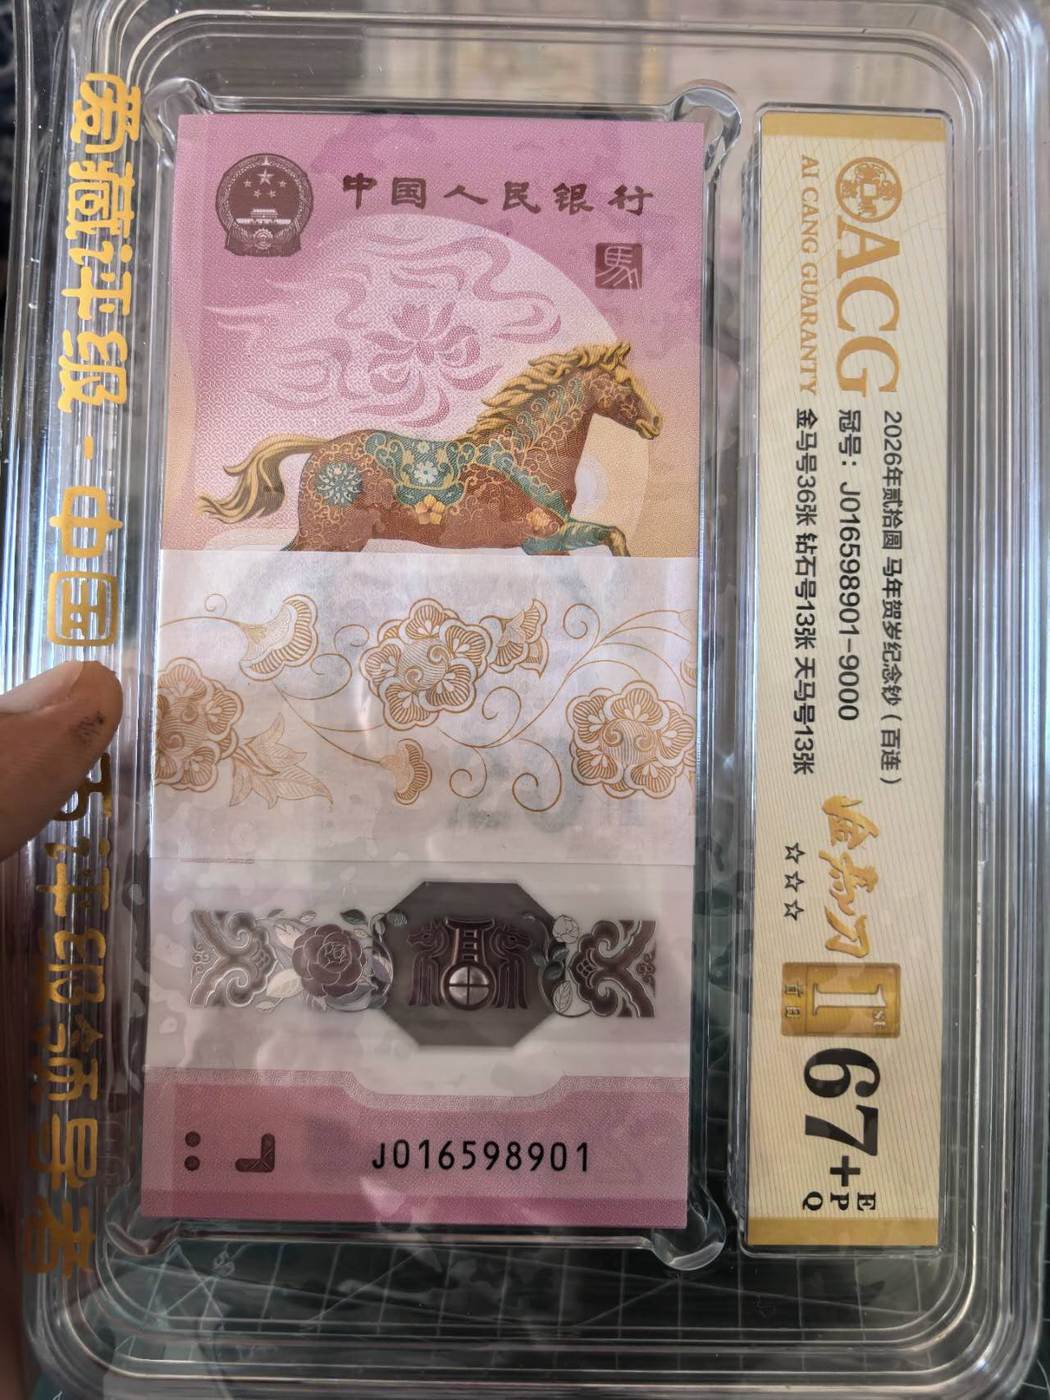 爱藏评级 - 中国
评级领导者
中国人民银行
馬
J016598901
ACG
AI CANG GUARANTY
2026年贰拾圆 马年贺岁纪念钞（百连）
冠号：J016598901-9000
金马号36张 钻石号13张 天马号13张
☆☆☆
1ST
67+ EPQ